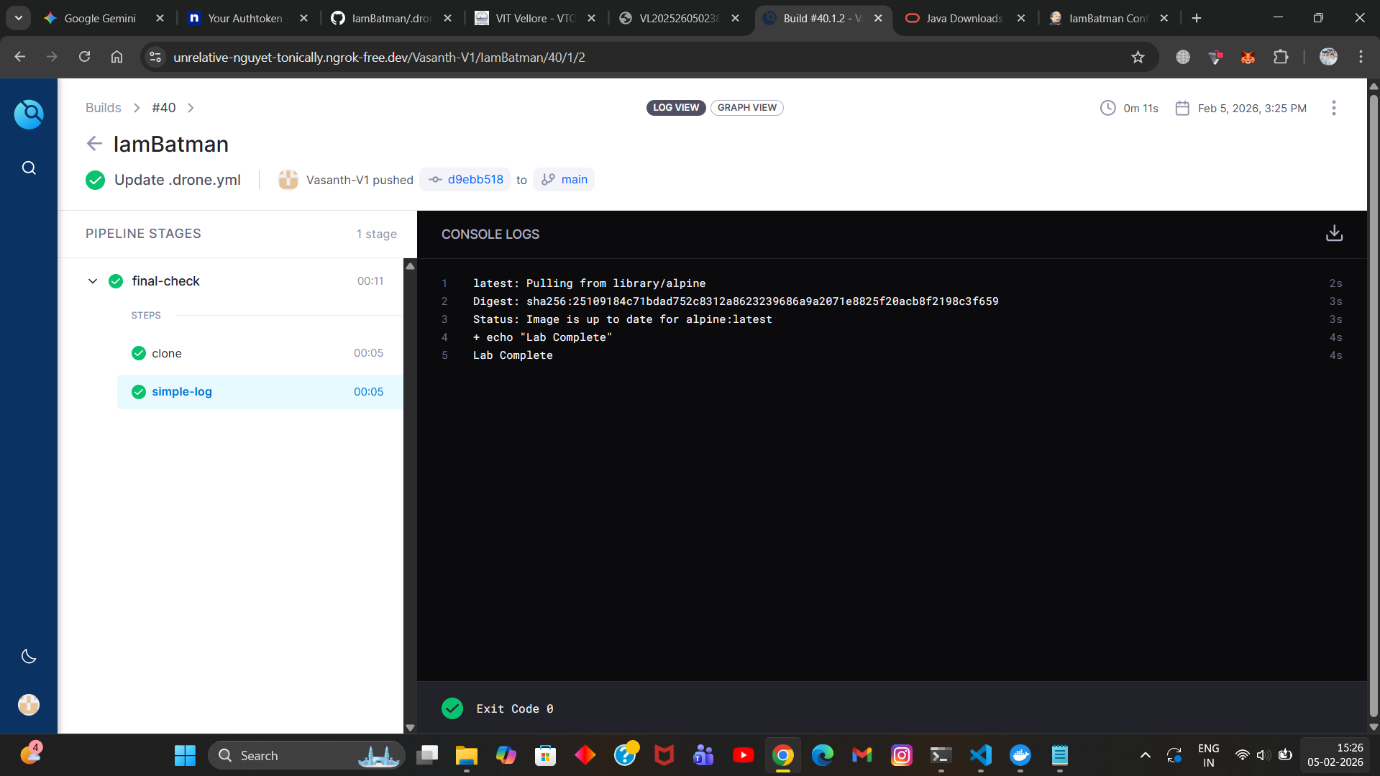 Google Gemini
Your Authtoken
IamBatman/.dro
VIT Vellore - VTO
VL20252605023
Build #40.1.2 - V
Java Downloads
IamBatman Con
unrelative-nguyet-tonically.ngrok-free.dev/Vasanth-V1/IamBatman/40/1/2
Builds > #40 >
LOG VIEW
GRAPH VIEW
0m 11s
Feb 5, 2026, 3:25 PM
IamBatman
Update .drone.yml
Vasanth-V1 pushed d9ebb518 to main
PIPELINE STAGES
1 stage
final-check
00:11
STEPS
clone
00:05
simple-log
00:05
CONSOLE LOGS
1 latest: Pulling from library/alpine 2s
2 Digest: sha256:25109184c71bdad752c8312a8623239686a9a2071e8825f20acb8f2198c3f659 3s
3 Status: Image is up to date for alpine:latest 3s
4 + echo "Lab Complete" 4s
5 Lab Complete 4s
Exit Code 0
4
Search
ENG
IN
15:26
05-02-2026